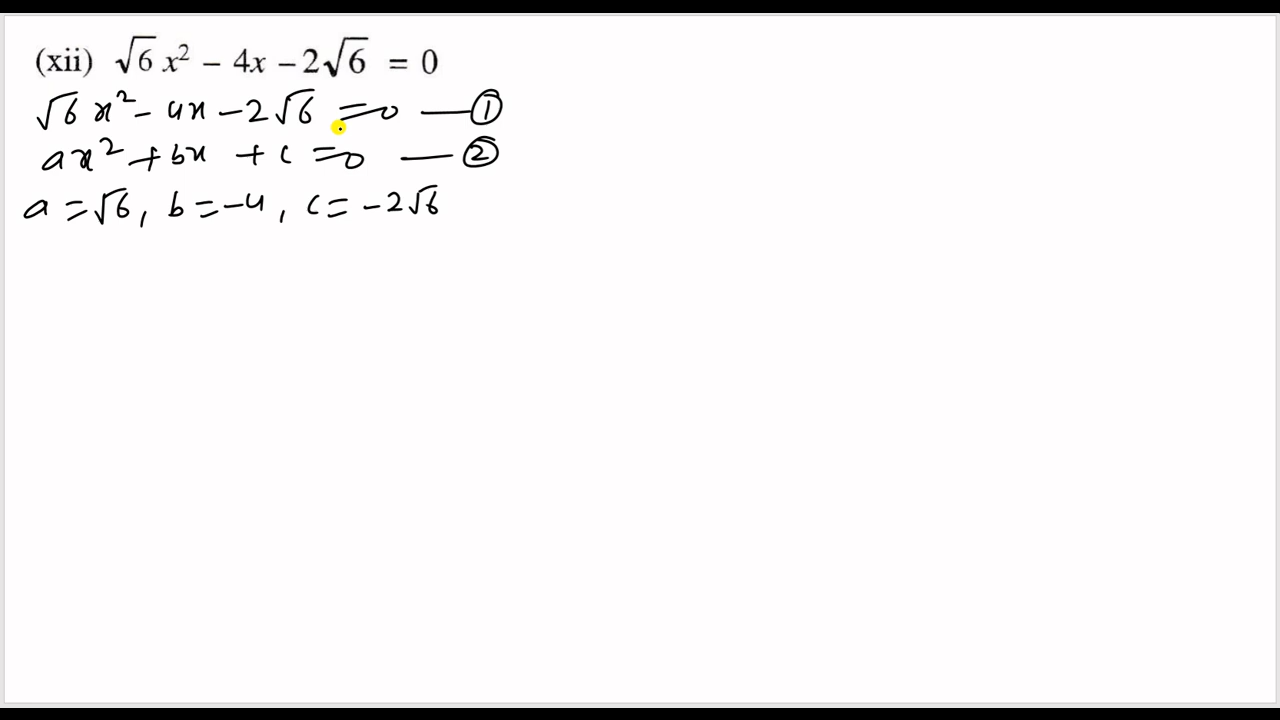 (xii) √6 x² − 4x − 2√6 = 0
√6 x² − 4x − 2√6 = 0 — ①
ax² + bx + c = 0 — ②
a = √6, b = −4, c = −2√6